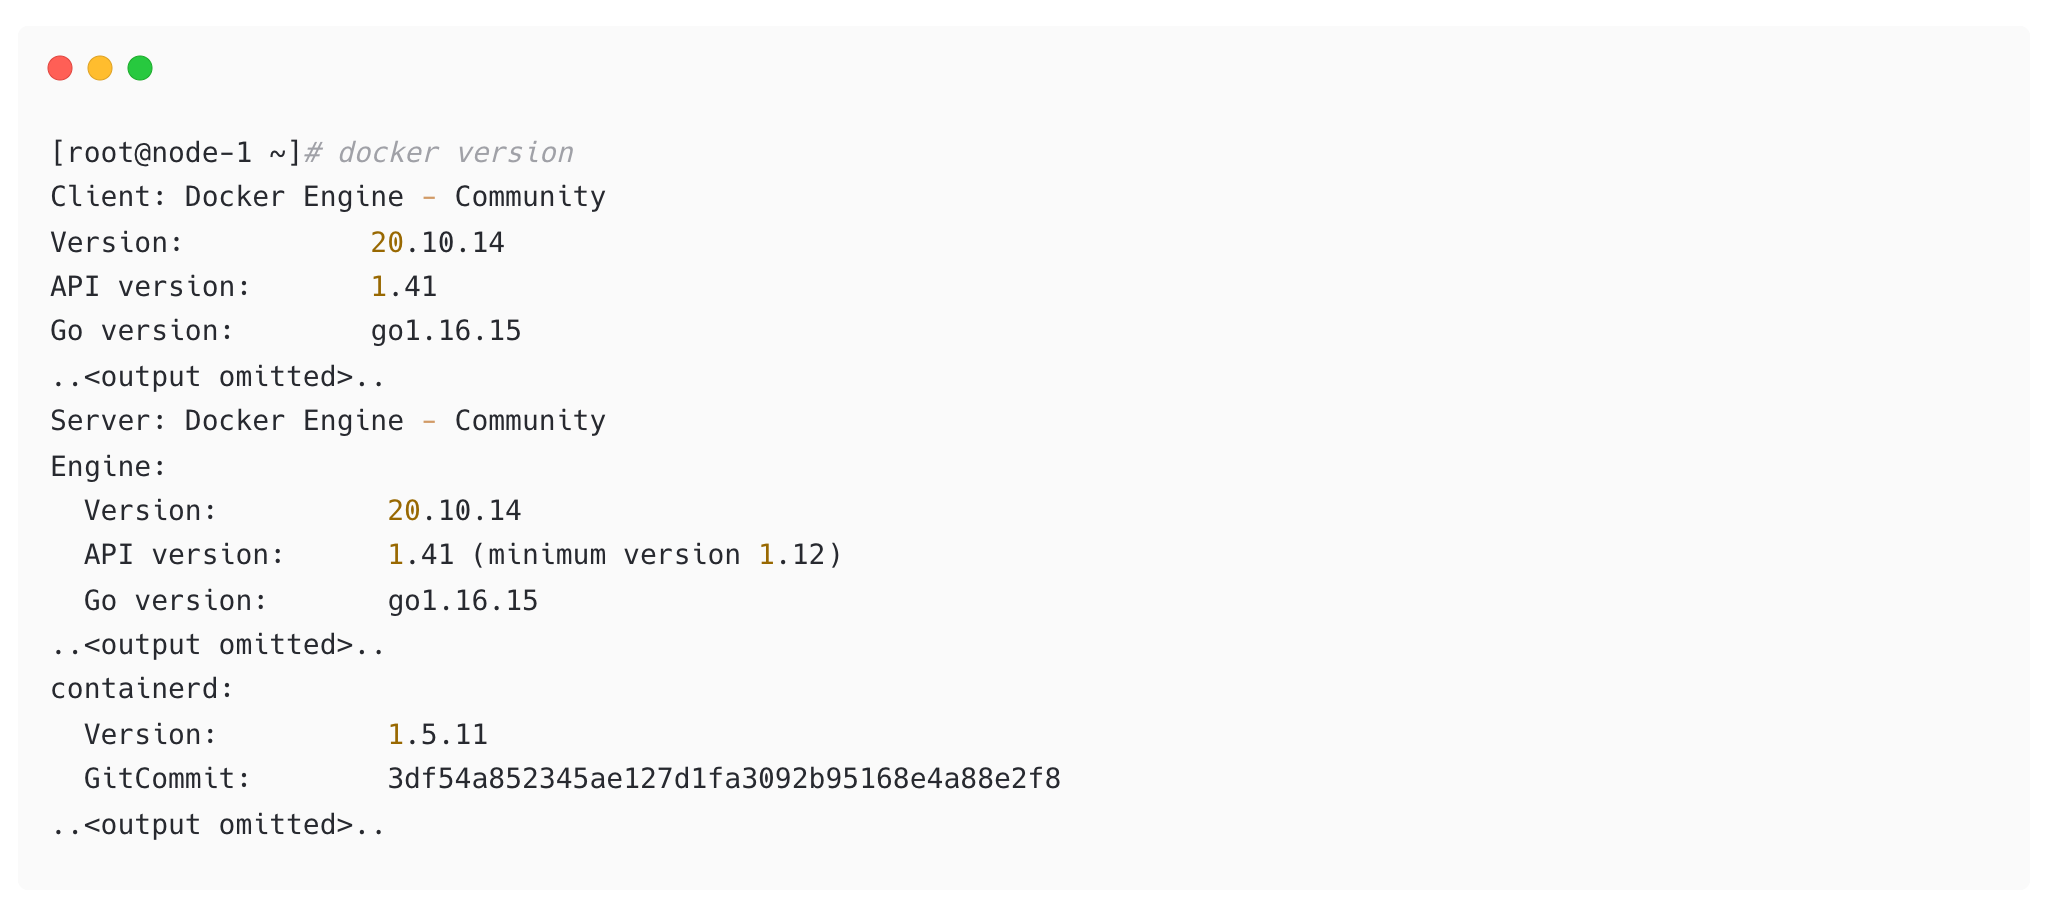 [root@node-1 ~]# docker version
Client: Docker Engine - Community
Version:           20.10.14
API version:       1.41
Go version:        go1.16.15
..<output omitted>..
Server: Docker Engine - Community
Engine:
  Version:          20.10.14
  API version:      1.41 (minimum version 1.12)
  Go version:       go1.16.15
..<output omitted>..
containerd:
  Version:          1.5.11
  GitCommit:        3df54a852345ae127d1fa3092b95168e4a88e2f8
..<output omitted>..